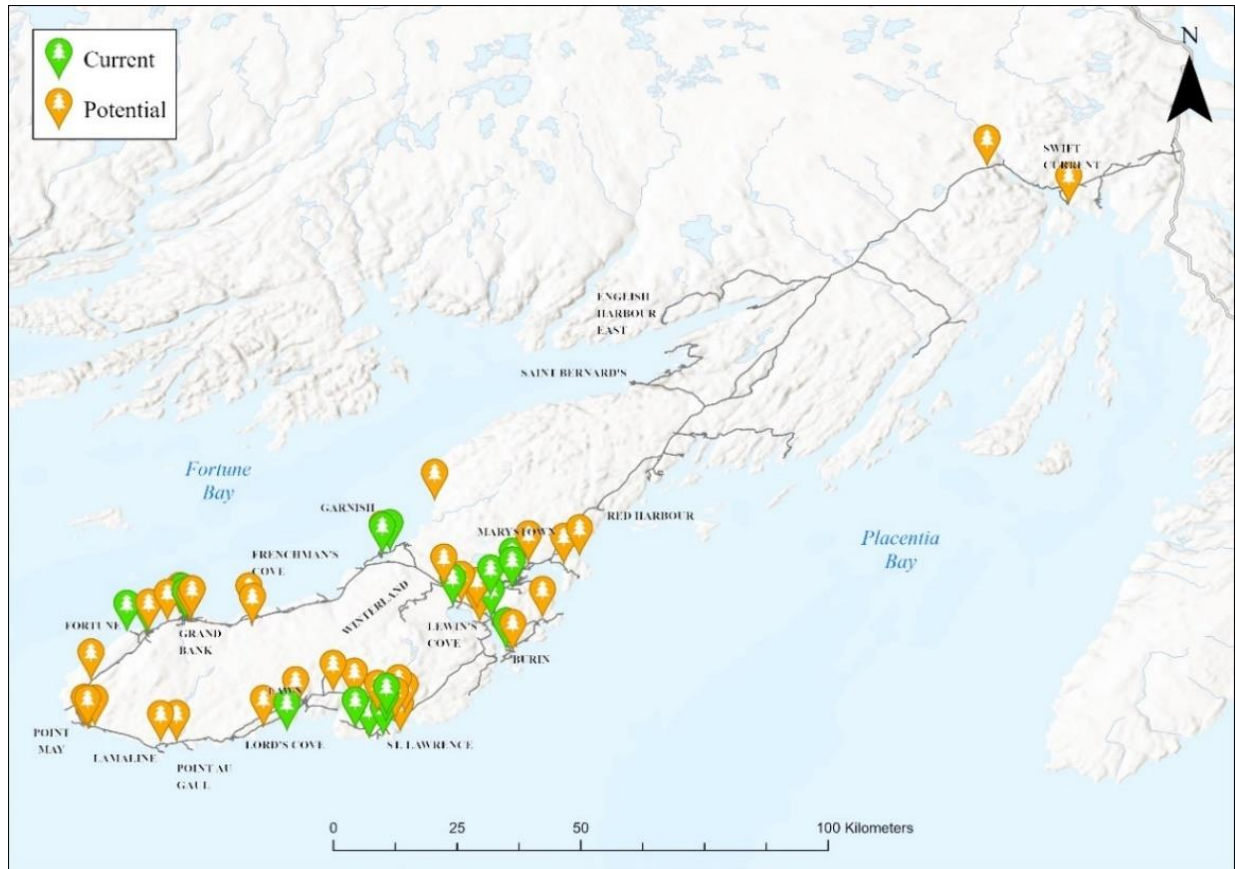 Current
Potential
N
SWIFT
CURRENT
ENGLISH
HARBOUR
EAST
SAINT BERNARD'S
Fortune
Bay
GARNISH
MARYSTOWN
RED HARBOUR
Placentia
Bay
FRENCHMAN'S
COVE
WINTERLAND
FORTUNE
GRAND
BANK
LEWIN'S
COVE
BURIN
LAWN
POINT
MAY
LAMALINE
LORD'S COVE
ST. LAWRENCE
POINT AU
GAUL
0 25 50 100 Kilometers